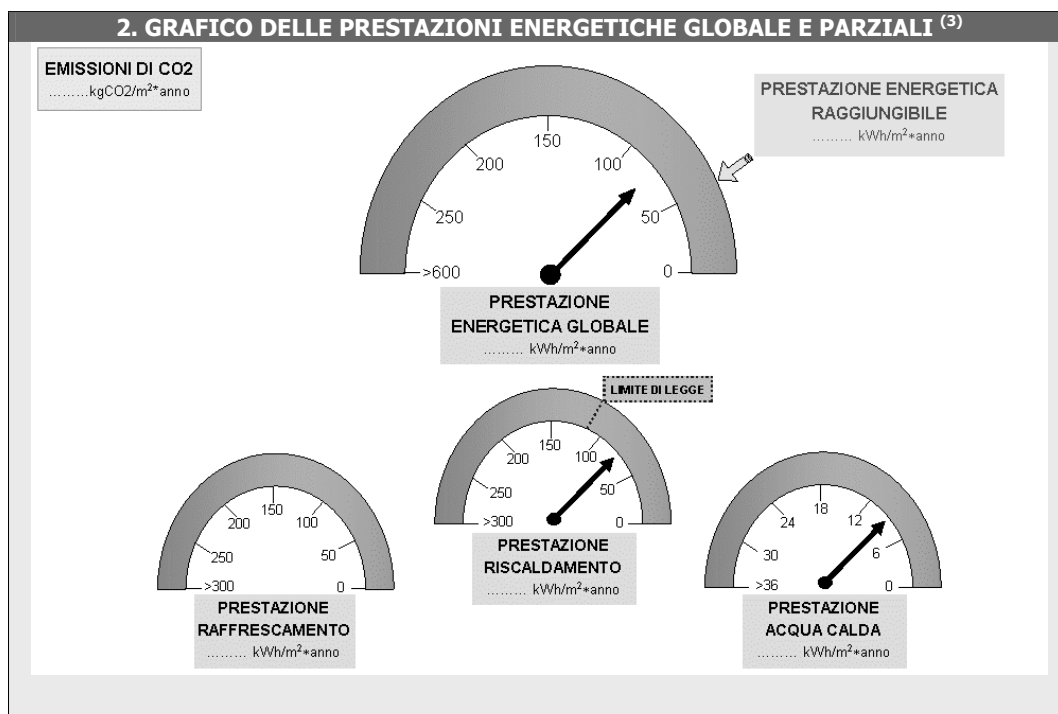 2. GRAFICO DELLE PRESTAZIONI ENERGETICHE GLOBALE E PARZIALI (3)
EMISSIONI DI CO2
.........kgCO2/m2*anno
PRESTAZIONE ENERGETICA
RAGGIUNGIBILE
......... kWh/m2*anno
150
200
100
250
50
>600
0
PRESTAZIONE
ENERGETICA GLOBALE
......... kWh/m2*anno
LIMITE DI LEGGE
150
200
100
250
50
>300
0
PRESTAZIONE
RISCALDAMENTO
......... kWh/m2*anno
150
200
100
250
50
>300
0
PRESTAZIONE
RAFFRESCAMENTO
......... kWh/m2*anno
18
24
12
30
6
>36
0
PRESTAZIONE
ACQUA CALDA
......... kWh/m2*anno